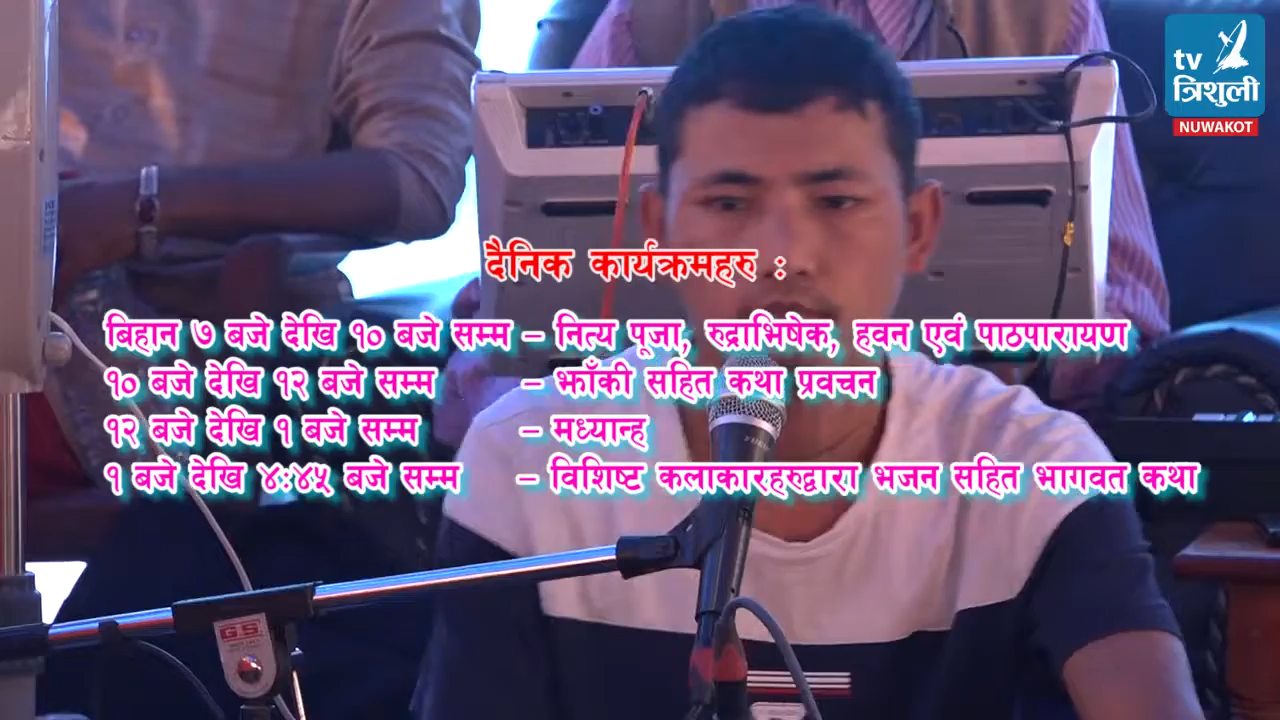 tv
त्रिशुली
NUWAKOT
दैनिक कार्यक्रमहरु :
बिहान ७ बजे देखि १० बजे सम्म – नित्य पूजा, रुद्राभिषेक, हवन एवं पाठपारायण
१० बजे देखि १२ बजे सम्म – झाँकी सहित कथा प्रवचन
१२ बजे देखि १ बजे सम्म – मध्यान्ह
१ बजे देखि ४:४५ बजे सम्म – विशिष्ट कलाकारहरुद्वारा भजन सहित भागवत कथा
G.S